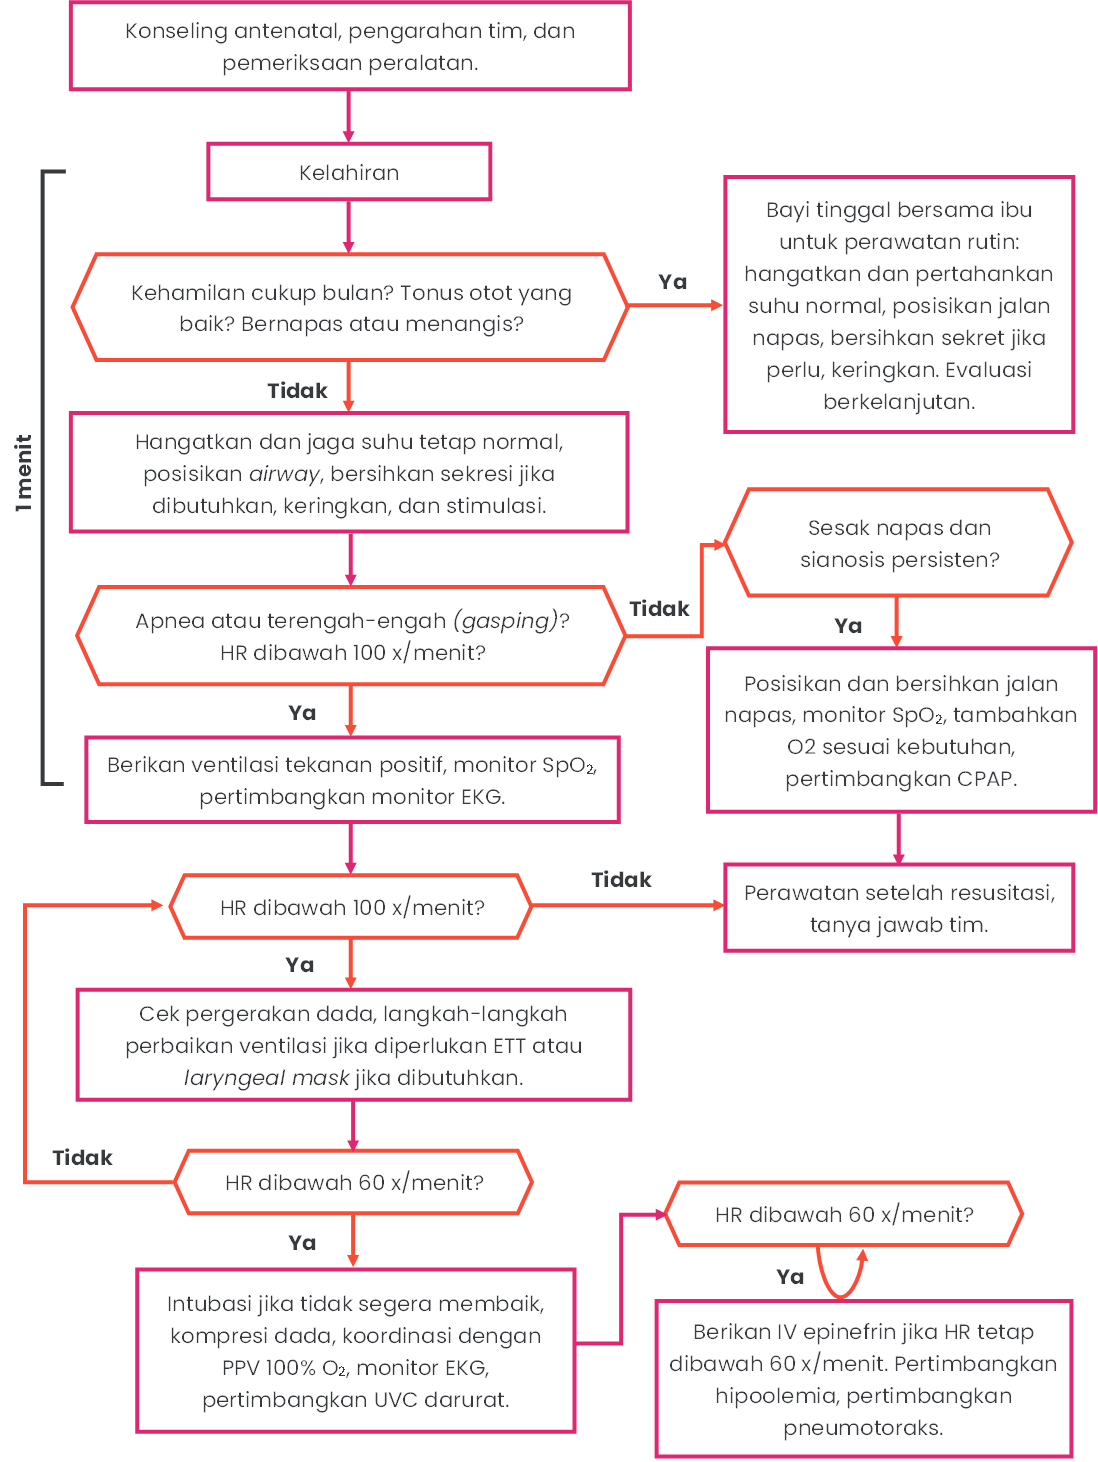 Konseling antenatal, pengarahan tim, dan
pemeriksaan peralatan.
Kelahiran
1 menit
Kehamilan cukup bulan? Tonus otot yang
baik? Bernapas atau menangis?
Ya
Bayi tinggal bersama ibu
untuk perawatan rutin:
hangatkan dan pertahankan
suhu normal, posisikan jalan
napas, bersihkan sekret jika
perlu, keringkan. Evaluasi
berkelanjutan.
Tidak
Hangatkan dan jaga suhu tetap normal,
posisikan airway, bersihkan sekresi jika
dibutuhkan, keringkan, dan stimulasi.
Apnea atau terengah-engah (gasping)?
HR dibawah 100 x/menit?
Tidak
Sesak napas dan
sianosis persisten?
Ya
Posisikan dan bersihkan jalan
napas, monitor SpO₂, tambahkan
O2 sesuai kebutuhan,
pertimbangkan CPAP.
Ya
Berikan ventilasi tekanan positif, monitor SpO₂,
pertimbangkan monitor EKG.
HR dibawah 100 x/menit?
Tidak
Perawatan setelah resusitasi,
tanya jawab tim.
Ya
Cek pergerakan dada, langkah-langkah
perbaikan ventilasi jika diperlukan ETT atau
laryngeal mask jika dibutuhkan.
Tidak
HR dibawah 60 x/menit?
Ya
Intubasi jika tidak segera membaik,
kompresi dada, koordinasi dengan
PPV 100% O₂, monitor EKG,
pertimbangkan UVC darurat.
HR dibawah 60 x/menit?
Ya
Berikan IV epinefrin jika HR tetap
dibawah 60 x/menit. Pertimbangkan
hipoolemia, pertimbangkan
pneumotoraks.